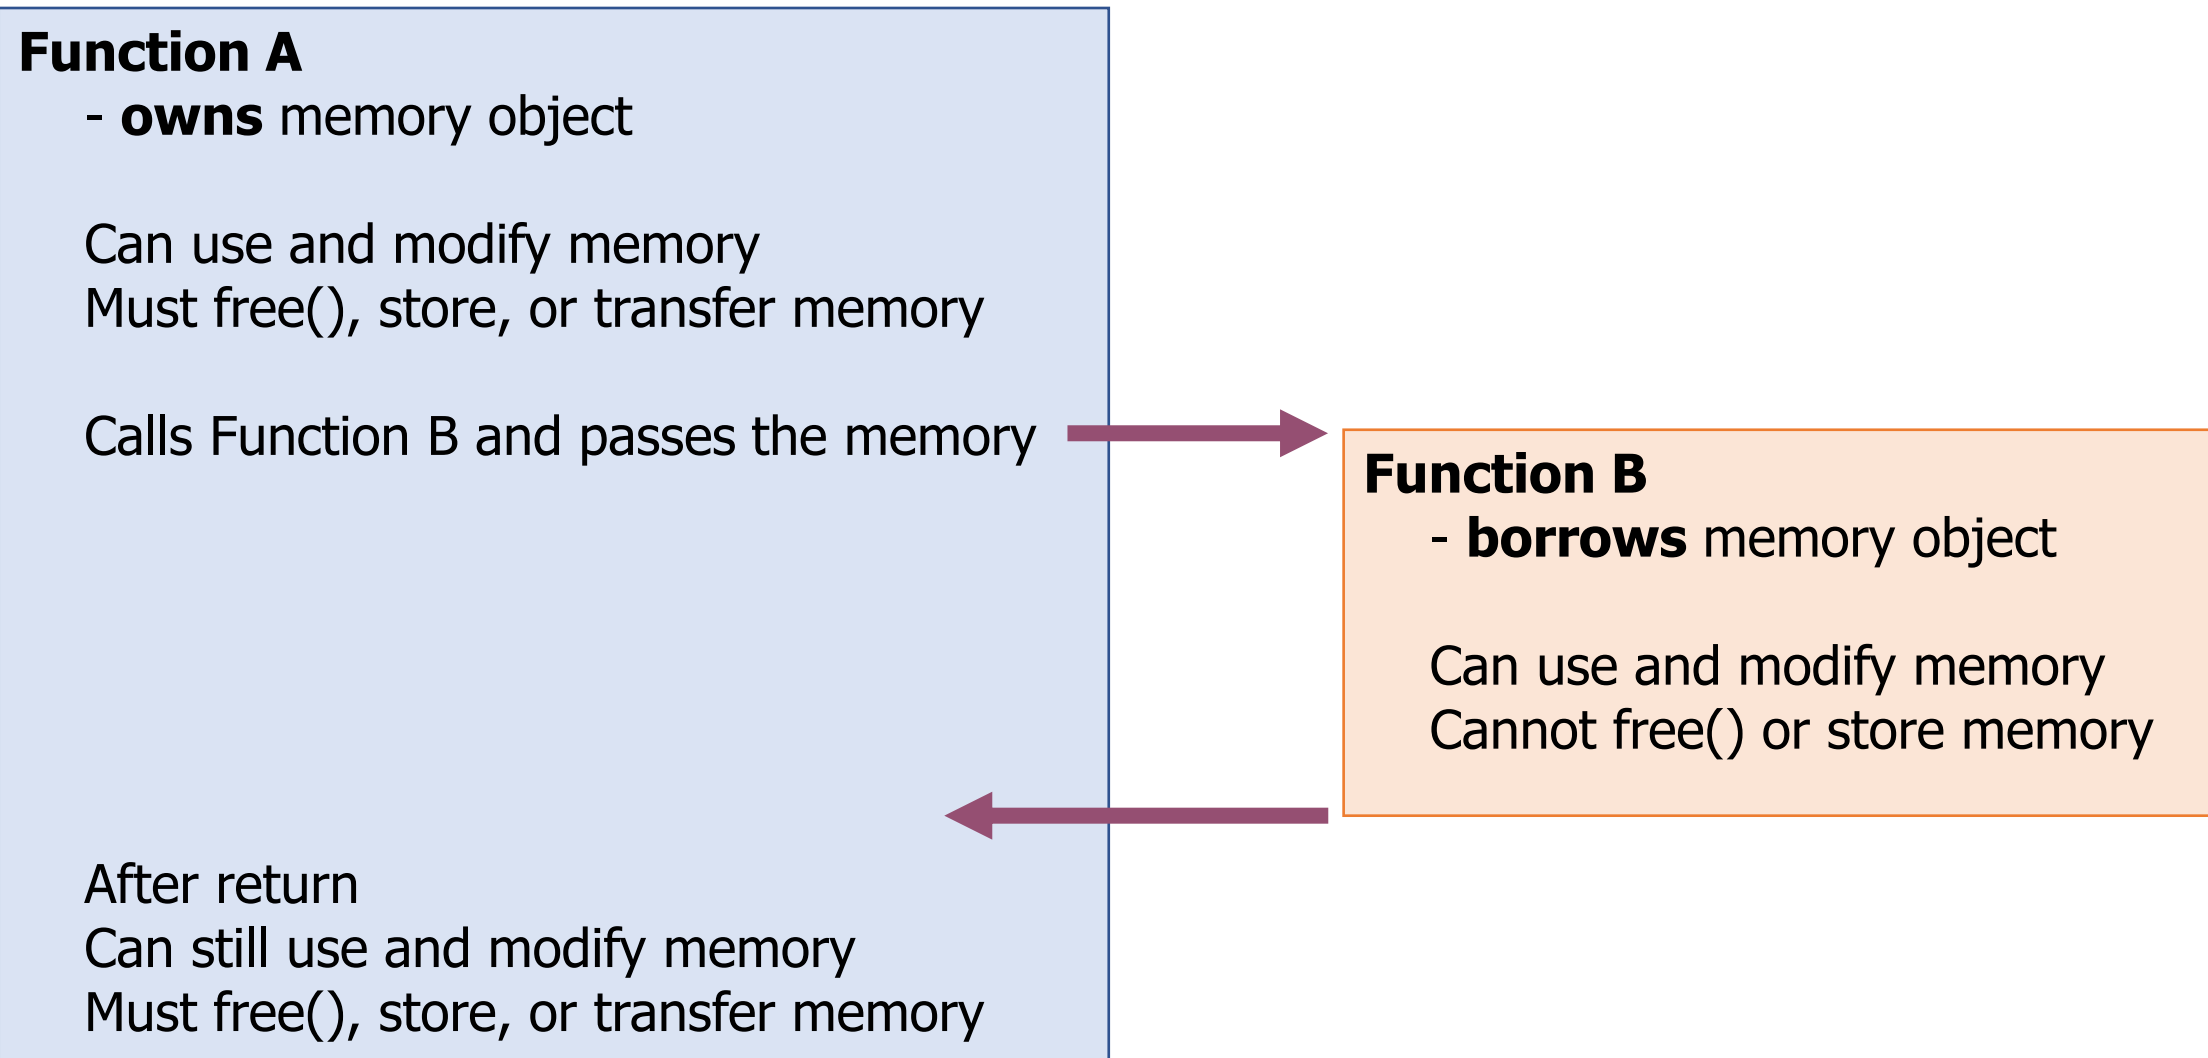 Function A
- owns memory object
Can use and modify memory
Must free(), store, or transfer memory
Calls Function B and passes the memory
Function B
- borrows memory object
Can use and modify memory
Cannot free() or store memory
After return
Can still use and modify memory
Must free(), store, or transfer memory